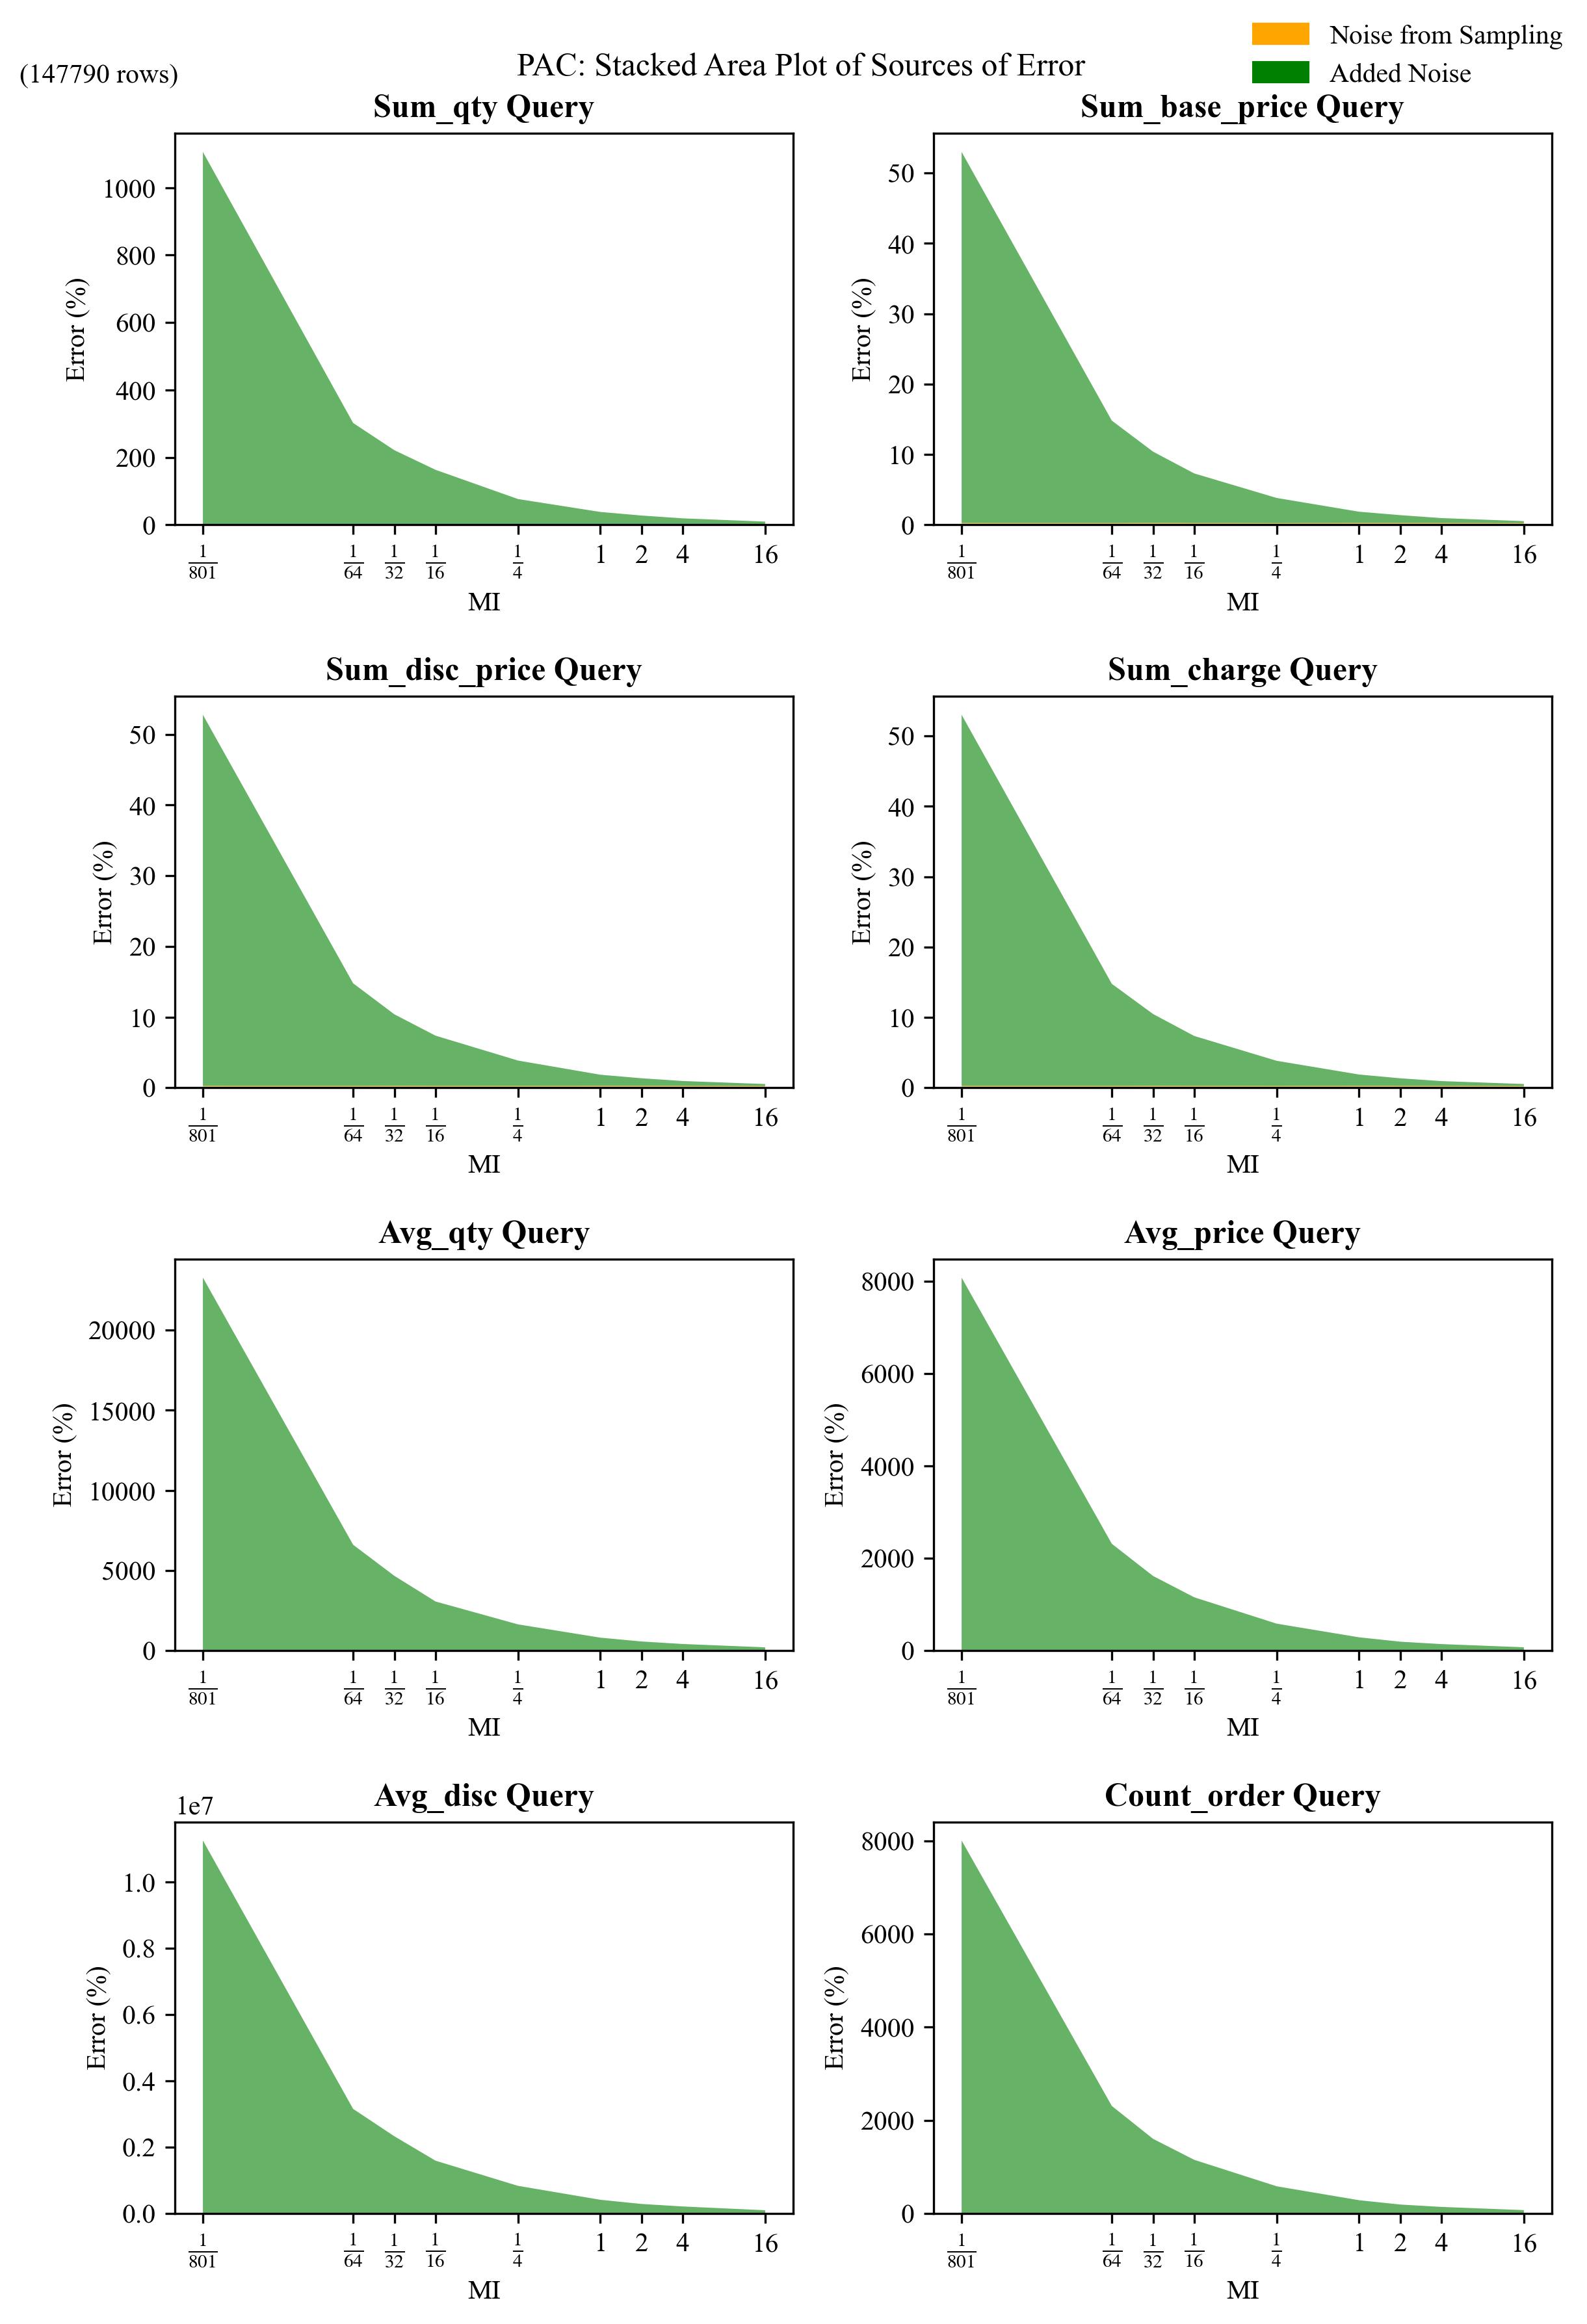 Noise from Sampling
Added Noise
(147790 rows)
PAC: Stacked Area Plot of Sources of Error
Sum_qty Query
Error (%)
1000
800
600
400
200
0
1/801 1/64 1/32 1/16 1/4 1 2 4 16
MI
Sum_base_price Query
Error (%)
50
40
30
20
10
0
1/801 1/64 1/32 1/16 1/4 1 2 4 16
MI
Sum_disc_price Query
Error (%)
50
40
30
20
10
0
1/801 1/64 1/32 1/16 1/4 1 2 4 16
MI
Sum_charge Query
Error (%)
50
40
30
20
10
0
1/801 1/64 1/32 1/16 1/4 1 2 4 16
MI
Avg_qty Query
Error (%)
20000
15000
10000
5000
0
1/801 1/64 1/32 1/16 1/4 1 2 4 16
MI
Avg_price Query
Error (%)
8000
6000
4000
2000
0
1/801 1/64 1/32 1/16 1/4 1 2 4 16
MI
Avg_disc Query
1e7
Error (%)
1.0
0.8
0.6
0.4
0.2
0.0
1/801 1/64 1/32 1/16 1/4 1 2 4 16
MI
Count_order Query
Error (%)
8000
6000
4000
2000
0
1/801 1/64 1/32 1/16 1/4 1 2 4 16
MI